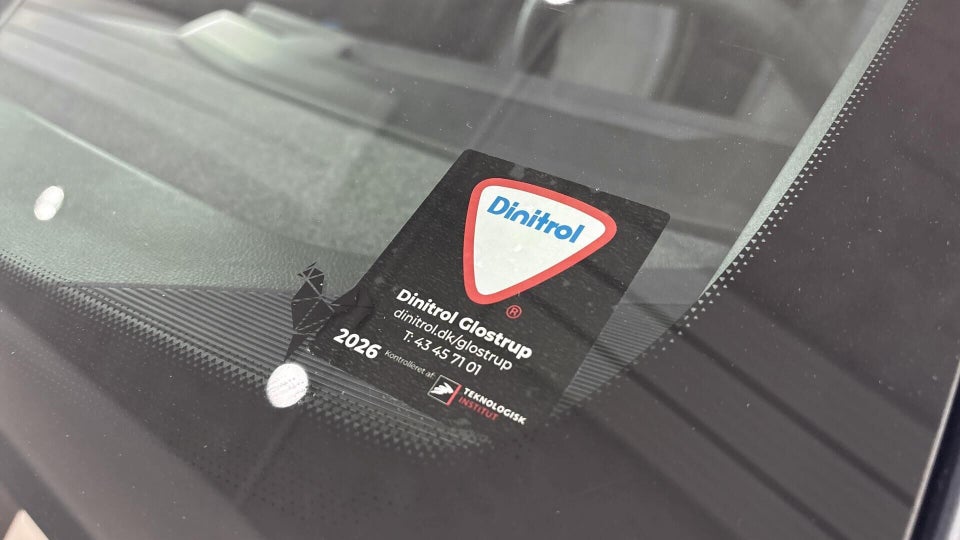 Dinitrol
®
Dinitrol Glostrup
dinitrol.dk/glostrup
T: 43 45 71 01
2026
Kontrolleret af
TEKNOLOGISK
INSTITUT